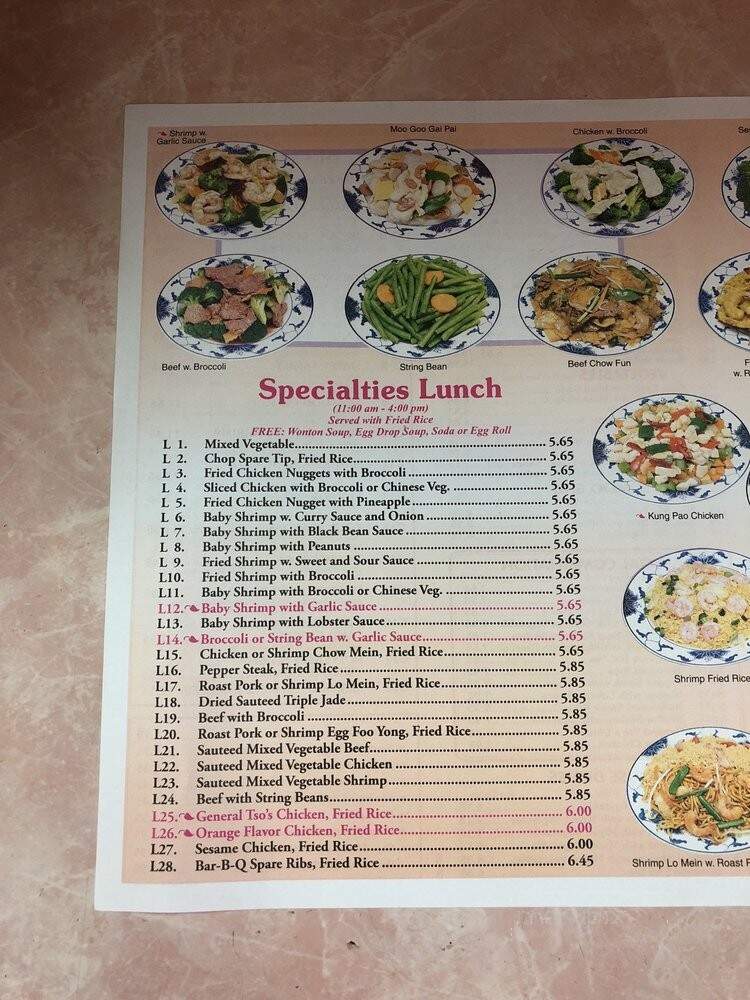 Shrimp w.
Garlic Sauce
Moo Goo Gai Pai
Chicken w. Broccoli
Beef w. Broccoli
String Bean
Beef Chow Fun
Specialties Lunch
(11:00 am - 4:00 pm)
Served with Fried Rice
FREE: Wonton Soup, Egg Drop Soup, Soda or Egg Roll
L 1. Mixed Vegetable 5.65
L 2. Chop Spare Tip, Fried Rice 5.65
L 3. Fried Chicken Nuggets with Broccoli 5.65
L 4. Sliced Chicken with Broccoli or Chinese Veg. 5.65
L 5. Fried Chicken Nugget with Pineapple 5.65
L 6. Baby Shrimp w. Curry Sauce and Onion 5.65
L 7. Baby Shrimp with Black Bean Sauce 5.65
L 8. Baby Shrimp with Peanuts 5.65
L 9. Fried Shrimp w. Sweet and Sour Sauce 5.65
L10. Fried Shrimp with Broccoli 5.65
L11. Baby Shrimp with Broccoli or Chinese Veg. 5.65
L12. Baby Shrimp with Garlic Sauce 5.65
L13. Baby Shrimp with Lobster Sauce 5.65
L14. Broccoli or String Bean w. Garlic Sauce 5.65
L15. Chicken or Shrimp Chow Mein, Fried Rice 5.65
L16. Pepper Steak, Fried Rice 5.85
L17. Roast Pork or Shrimp Lo Mein, Fried Rice 5.85
L18. Dried Sauteed Triple Jade 5.85
L19. Beef with Broccoli 5.85
L20. Roast Pork or Shrimp Egg Foo Yong, Fried Rice 5.85
L21. Sauteed Mixed Vegetable Beef 5.85
L22. Sauteed Mixed Vegetable Chicken 5.85
L23. Sauteed Mixed Vegetable Shrimp 5.85
L24. Beef with String Beans 5.85
L25. General Tso's Chicken, Fried Rice 6.00
L26. Orange Flavor Chicken, Fried Rice 6.00
L27. Sesame Chicken, Fried Rice 6.00
L28. Bar-B-Q Spare Ribs, Fried Rice 6.45
Kung Pao Chicken
Shrimp Fried Rice
Shrimp Lo Mein w. Roast